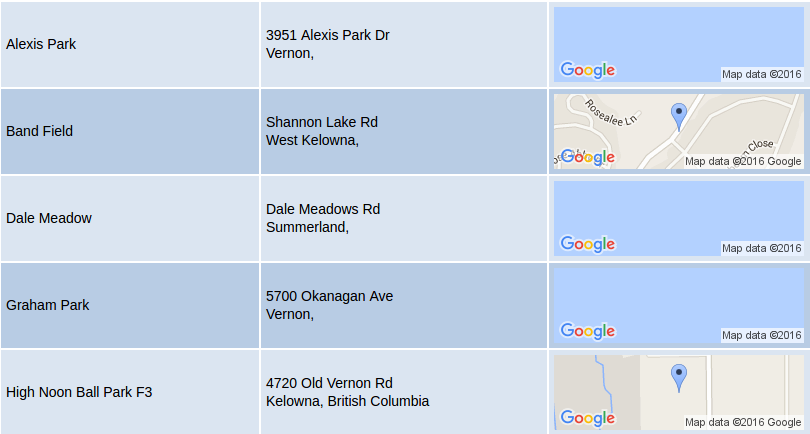 Alexis Park
3951 Alexis Park Dr
Vernon,
Google
Map data ©2016
Band Field
Shannon Lake Rd
West Kelowna,
Rosealee Ln
Close
Google
Map data ©2016 Google
Dale Meadow
Dale Meadows Rd
Summerland,
Google
Map data ©2016
Graham Park
5700 Okanagan Ave
Vernon,
Google
Map data ©2016
High Noon Ball Park F3
4720 Old Vernon Rd
Kelowna, British Columbia
Google
Map data ©2016 Google